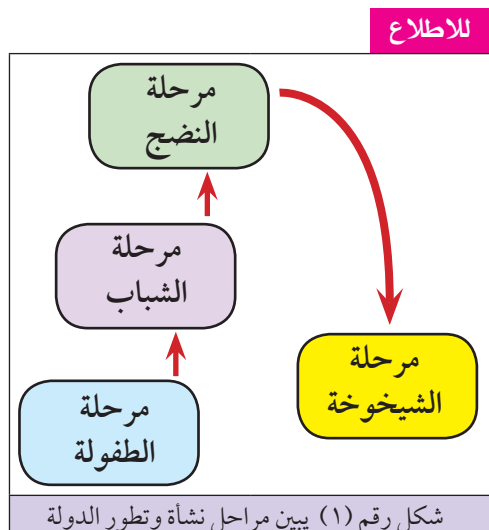 للاطلاع
مرحلة
النضج
مرحلة
الشباب
مرحلة
الطفولة
مرحلة
الشيخوخة
شكل رقم (١) يبين مراحل نشأة وتطور الدولة